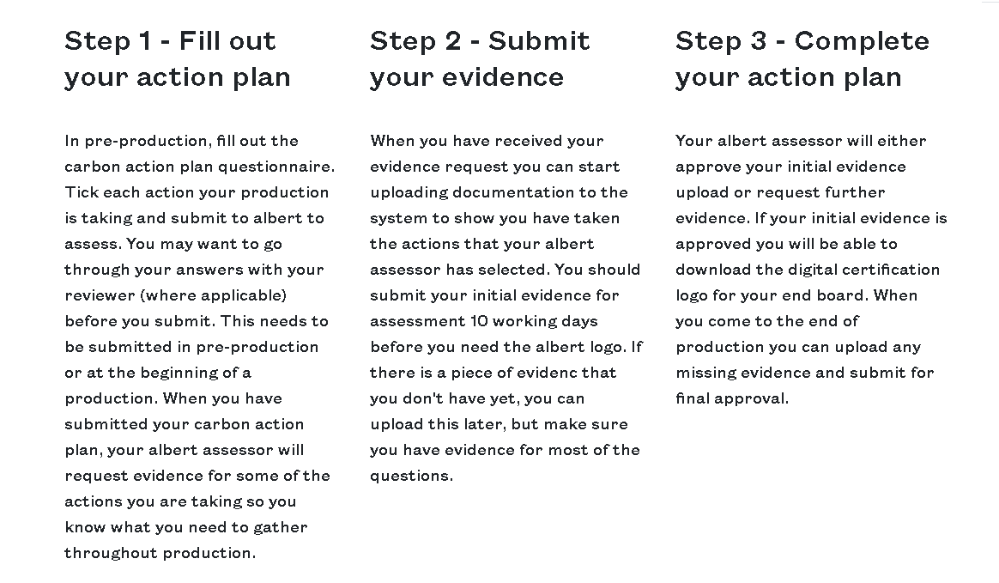 Step 1 - Fill out
your action plan
In pre-production, fill out the
carbon action plan questionnaire.
Tick each action your production
is taking and submit to albert to
assess. You may want to go
through your answers with your
reviewer (where applicable)
before you submit. This needs to
be submitted in pre-production
or at the beginning of a
production. When you have
submitted your carbon action
plan, your albert assessor will
request evidence for some of the
actions you are taking so you
know what you need to gather
throughout production.
Step 2 - Submit
your evidence
When you have received your
evidence request you can start
uploading documentation to the
system to show you have taken
the actions that your albert
assessor has selected. You should
submit your initial evidence for
assessment 10 working days
before you need the albert logo. If
there is a piece of evidenc that
you don't have yet, you can
upload this later, but make sure
you have evidence for most of the
questions.
Step 3 - Complete
your action plan
Your albert assessor will either
approve your initial evidence
upload or request further
evidence. If your initial evidence is
approved you will be able to
download the digital certification
logo for your end board. When
you come to the end of
production you can upload any
missing evidence and submit for
final approval.